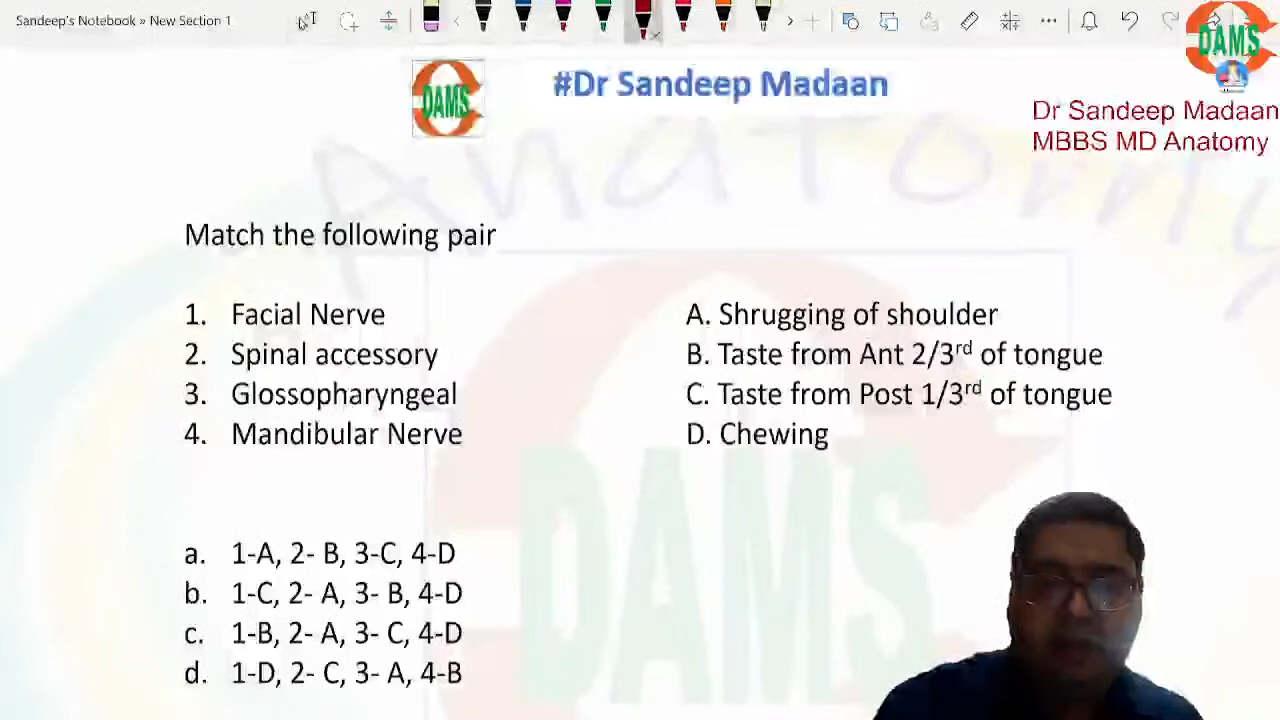 Sandeep's Notebook » New Section 1
DAMS
DAMS
#Dr Sandeep Madaan
Dr Sandeep Madaan
MBBS MD Anatomy
Anatomy
Match the following pair
1. Facial Nerve
A. Shrugging of shoulder
2. Spinal accessory
B. Taste from Ant 2/3rd of tongue
3. Glossopharyngeal
C. Taste from Post 1/3rd of tongue
4. Mandibular Nerve
D. Chewing
DAMS
a. 1-A, 2- B, 3-C, 4-D
b. 1-C, 2- A, 3- B, 4-D
c. 1-B, 2- A, 3- C, 4-D
d. 1-D, 2- C, 3- A, 4-B